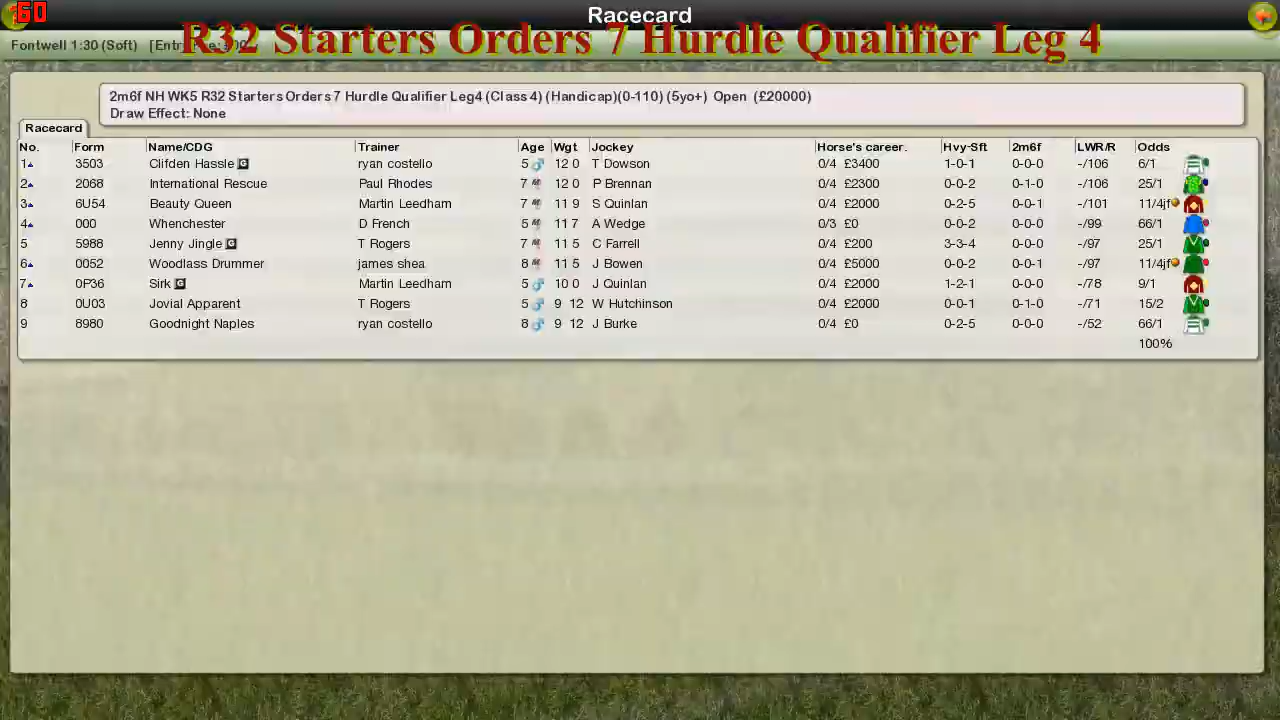 60
Racecard
R32 Starters Orders 7 Hurdle Qualifier Leg 4
Fontwell 1:30 (Soft)
2m6f NH WK5 R32 Starters Orders 7 Hurdle Qualifier Leg4 (Class 4) (Handicap)(0-110) (5yo+) Open (£20000)
Draw Effect: None
Racecard
No. Form Name/CDG Trainer Age Wgt Jockey Horse's career. Hvy-Sft 2m6f LWR/R Odds
1 3503 Clifden Hassle G ryan costello 5 12 0 T Dowson 0/4 £3400 1-0-1 0-0-0 -/106 6/1
2 2068 International Rescue Paul Rhodes 7 12 0 P Brennan 0/4 £2300 0-0-2 0-1-0 -/106 25/1
3 6U54 Beauty Queen Martin Leedham 7 11 9 S Quinlan 0/4 £2000 0-2-5 0-0-1 -/101 11/4jf
4 000 Whenchester D French 5 11 7 A Wedge 0/3 £0 0-0-2 0-0-0 -/99 66/1
5 5988 Jenny Jingle G T Rogers 7 11 5 C Farrell 0/4 £200 3-3-4 0-0-0 -/97 25/1
6 0052 Woodlass Drummer james shea 8 11 5 J Bowen 0/4 £5000 0-0-2 0-0-1 -/97 11/4jf
7 0P36 Sirk G Martin Leedham 5 10 0 J Quinlan 0/4 £2000 1-2-1 0-0-0 -/78 9/1
8 0U03 Jovial Apparent T Rogers 5 9 12 W Hutchinson 0/4 £2000 0-0-1 0-1-0 -/71 15/2
9 8980 Goodnight Naples ryan costello 8 9 12 J Burke 0/4 £0 0-2-5 0-0-0 -/52 66/1
100%